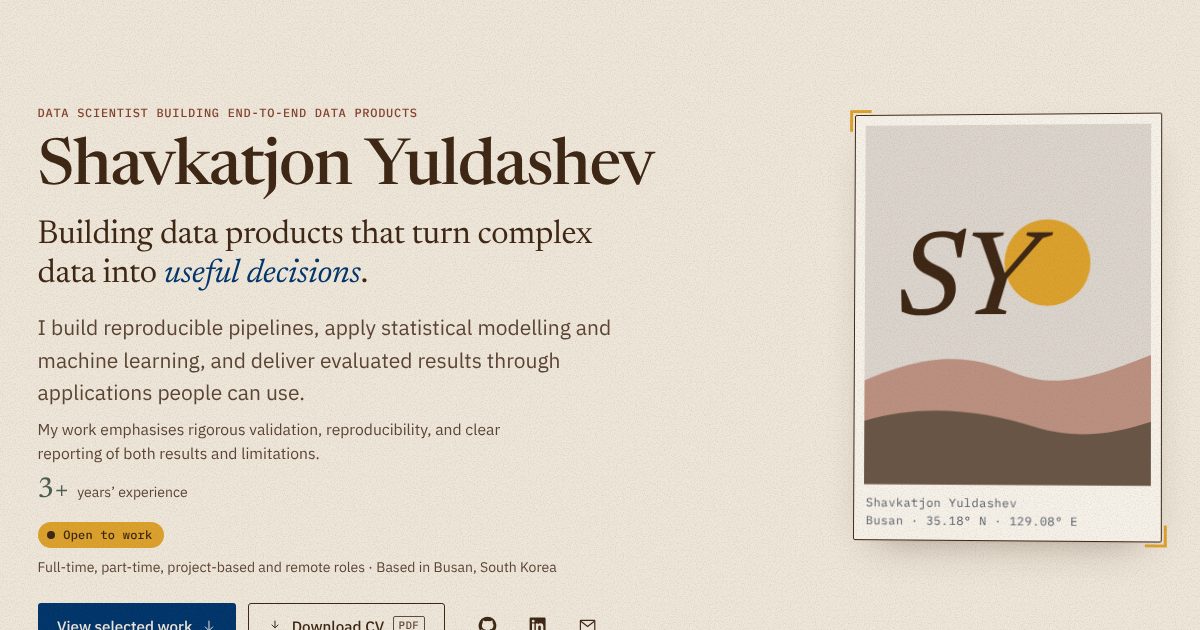 DATA SCIENTIST BUILDING END-TO-END DATA PRODUCTS
Shavkatjon Yuldashev
Building data products that turn complex
data into useful decisions.
I build reproducible pipelines, apply statistical modelling and
machine learning, and deliver evaluated results through
applications people can use.
My work emphasises rigorous validation, reproducibility, and clear
reporting of both results and limitations.
3+ years’ experience
Open to work
Full-time, part-time, project-based and remote roles · Based in Busan, South Korea
View selected work ↓
↓ Download CV PDF
in
SY
Shavkatjon Yuldashev
Busan · 35.18° N · 129.08° E